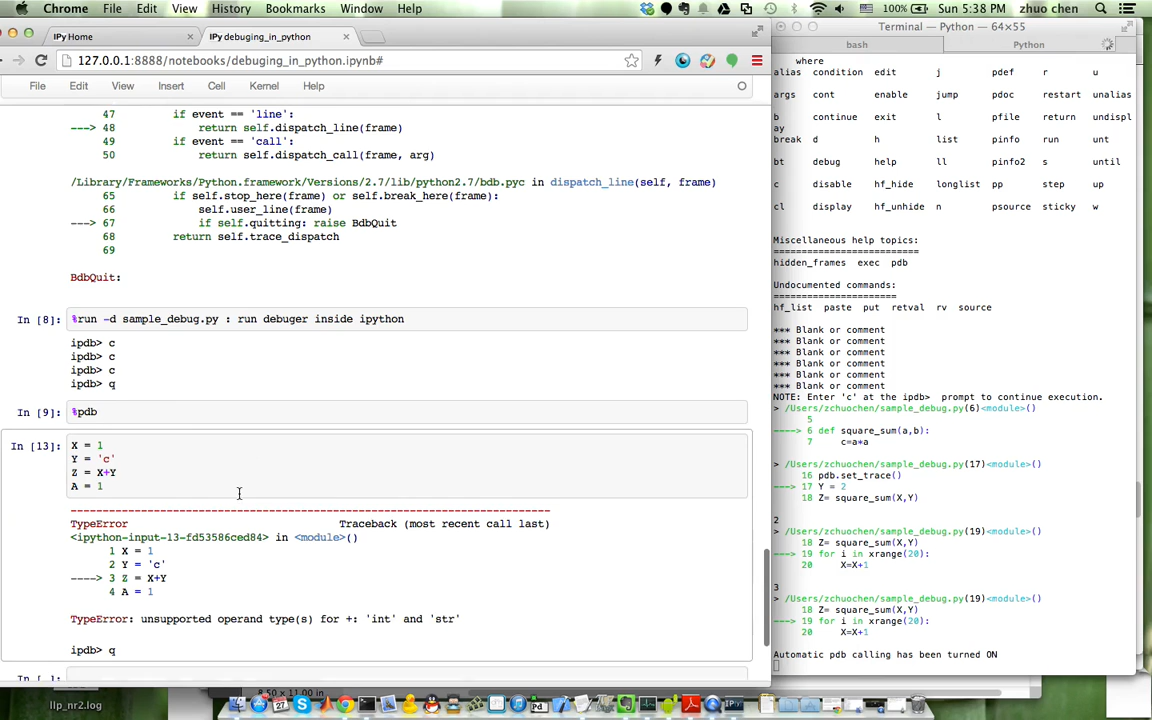 Chrome File Edit View History Bookmarks Window Help 100% Sun 5:38 PM zhuo chen
IPy Home
IPy debuging_in_python
127.0.0.1:8888/notebooks/debuging_in_python.ipynb#
File Edit View Insert Cell Kernel Help
47 if event == 'line':
----> 48 return self.dispatch_line(frame)
49 if event == 'call':
50 return self.dispatch_call(frame, arg)
/Library/Frameworks/Python.framework/Versions/2.7/lib/python2.7/bdb.pyc in dispatch_line(self, frame)
65 if self.stop_here(frame) or self.break_here(frame):
66 self.user_line(frame)
----> 67 if self.quitting: raise BdbQuit
68 return self.trace_dispatch
69
BdbQuit:
In [8]: %run -d sample_debug.py : run debuger inside ipython
ipdb> c
ipdb> c
ipdb> c
ipdb> q
In [9]: %pdb
In [13]: X = 1
Y = 'c'
Z = X+Y
A = 1
---------------------------------------------------------------------------
TypeError Traceback (most recent call last)
<ipython-input-13-fd53586ced84> in <module>()
1 X = 1
2 Y = 'c'
----> 3 Z = X+Y
4 A = 1
TypeError: unsupported operand type(s) for +: 'int' and 'str'
ipdb> q
8.50 x 11.00 in
llp_nr2.log
Terminal — Python — 64×55
bash Python
where
alias condition edit j pdef r u
args cont enable jump pdoc restart unalias
b continue exit l pfile return undispl
ay
break d h list pinfo run unt
bt debug help ll pinfo2 s until
c disable hf_hide longlist pp step up
cl display hf_unhide n psource sticky w
Miscellaneous help topics:
==========================
hidden_frames exec pdb
Undocumented commands:
======================
hf_list paste put retval rv source
*** Blank or comment
*** Blank or comment
*** Blank or comment
*** Blank or comment
*** Blank or comment
*** Blank or comment
NOTE: Enter 'c' at the ipdb> prompt to continue execution.
> /Users/zchuochen/sample_debug.py(6)<module>()
5
----> 6 def square_sum(a,b):
7 c=a*a
> /Users/zchuochen/sample_debug.py(17)<module>()
16 pdb.set_trace()
---> 17 Y = 2
18 Z= square_sum(X,Y)
2
> /Users/zchuochen/sample_debug.py(19)<module>()
18 Z= square_sum(X,Y)
---> 19 for i in xrange(20):
20 X=X+1
3
> /Users/zchuochen/sample_debug.py(19)<module>()
18 Z= square_sum(X,Y)
---> 19 for i in xrange(20):
20 X=X+1
Automatic pdb calling has been turned ON